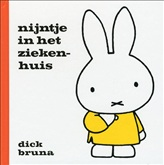 nijntje
in het
zieken-
huis
dick
bruna